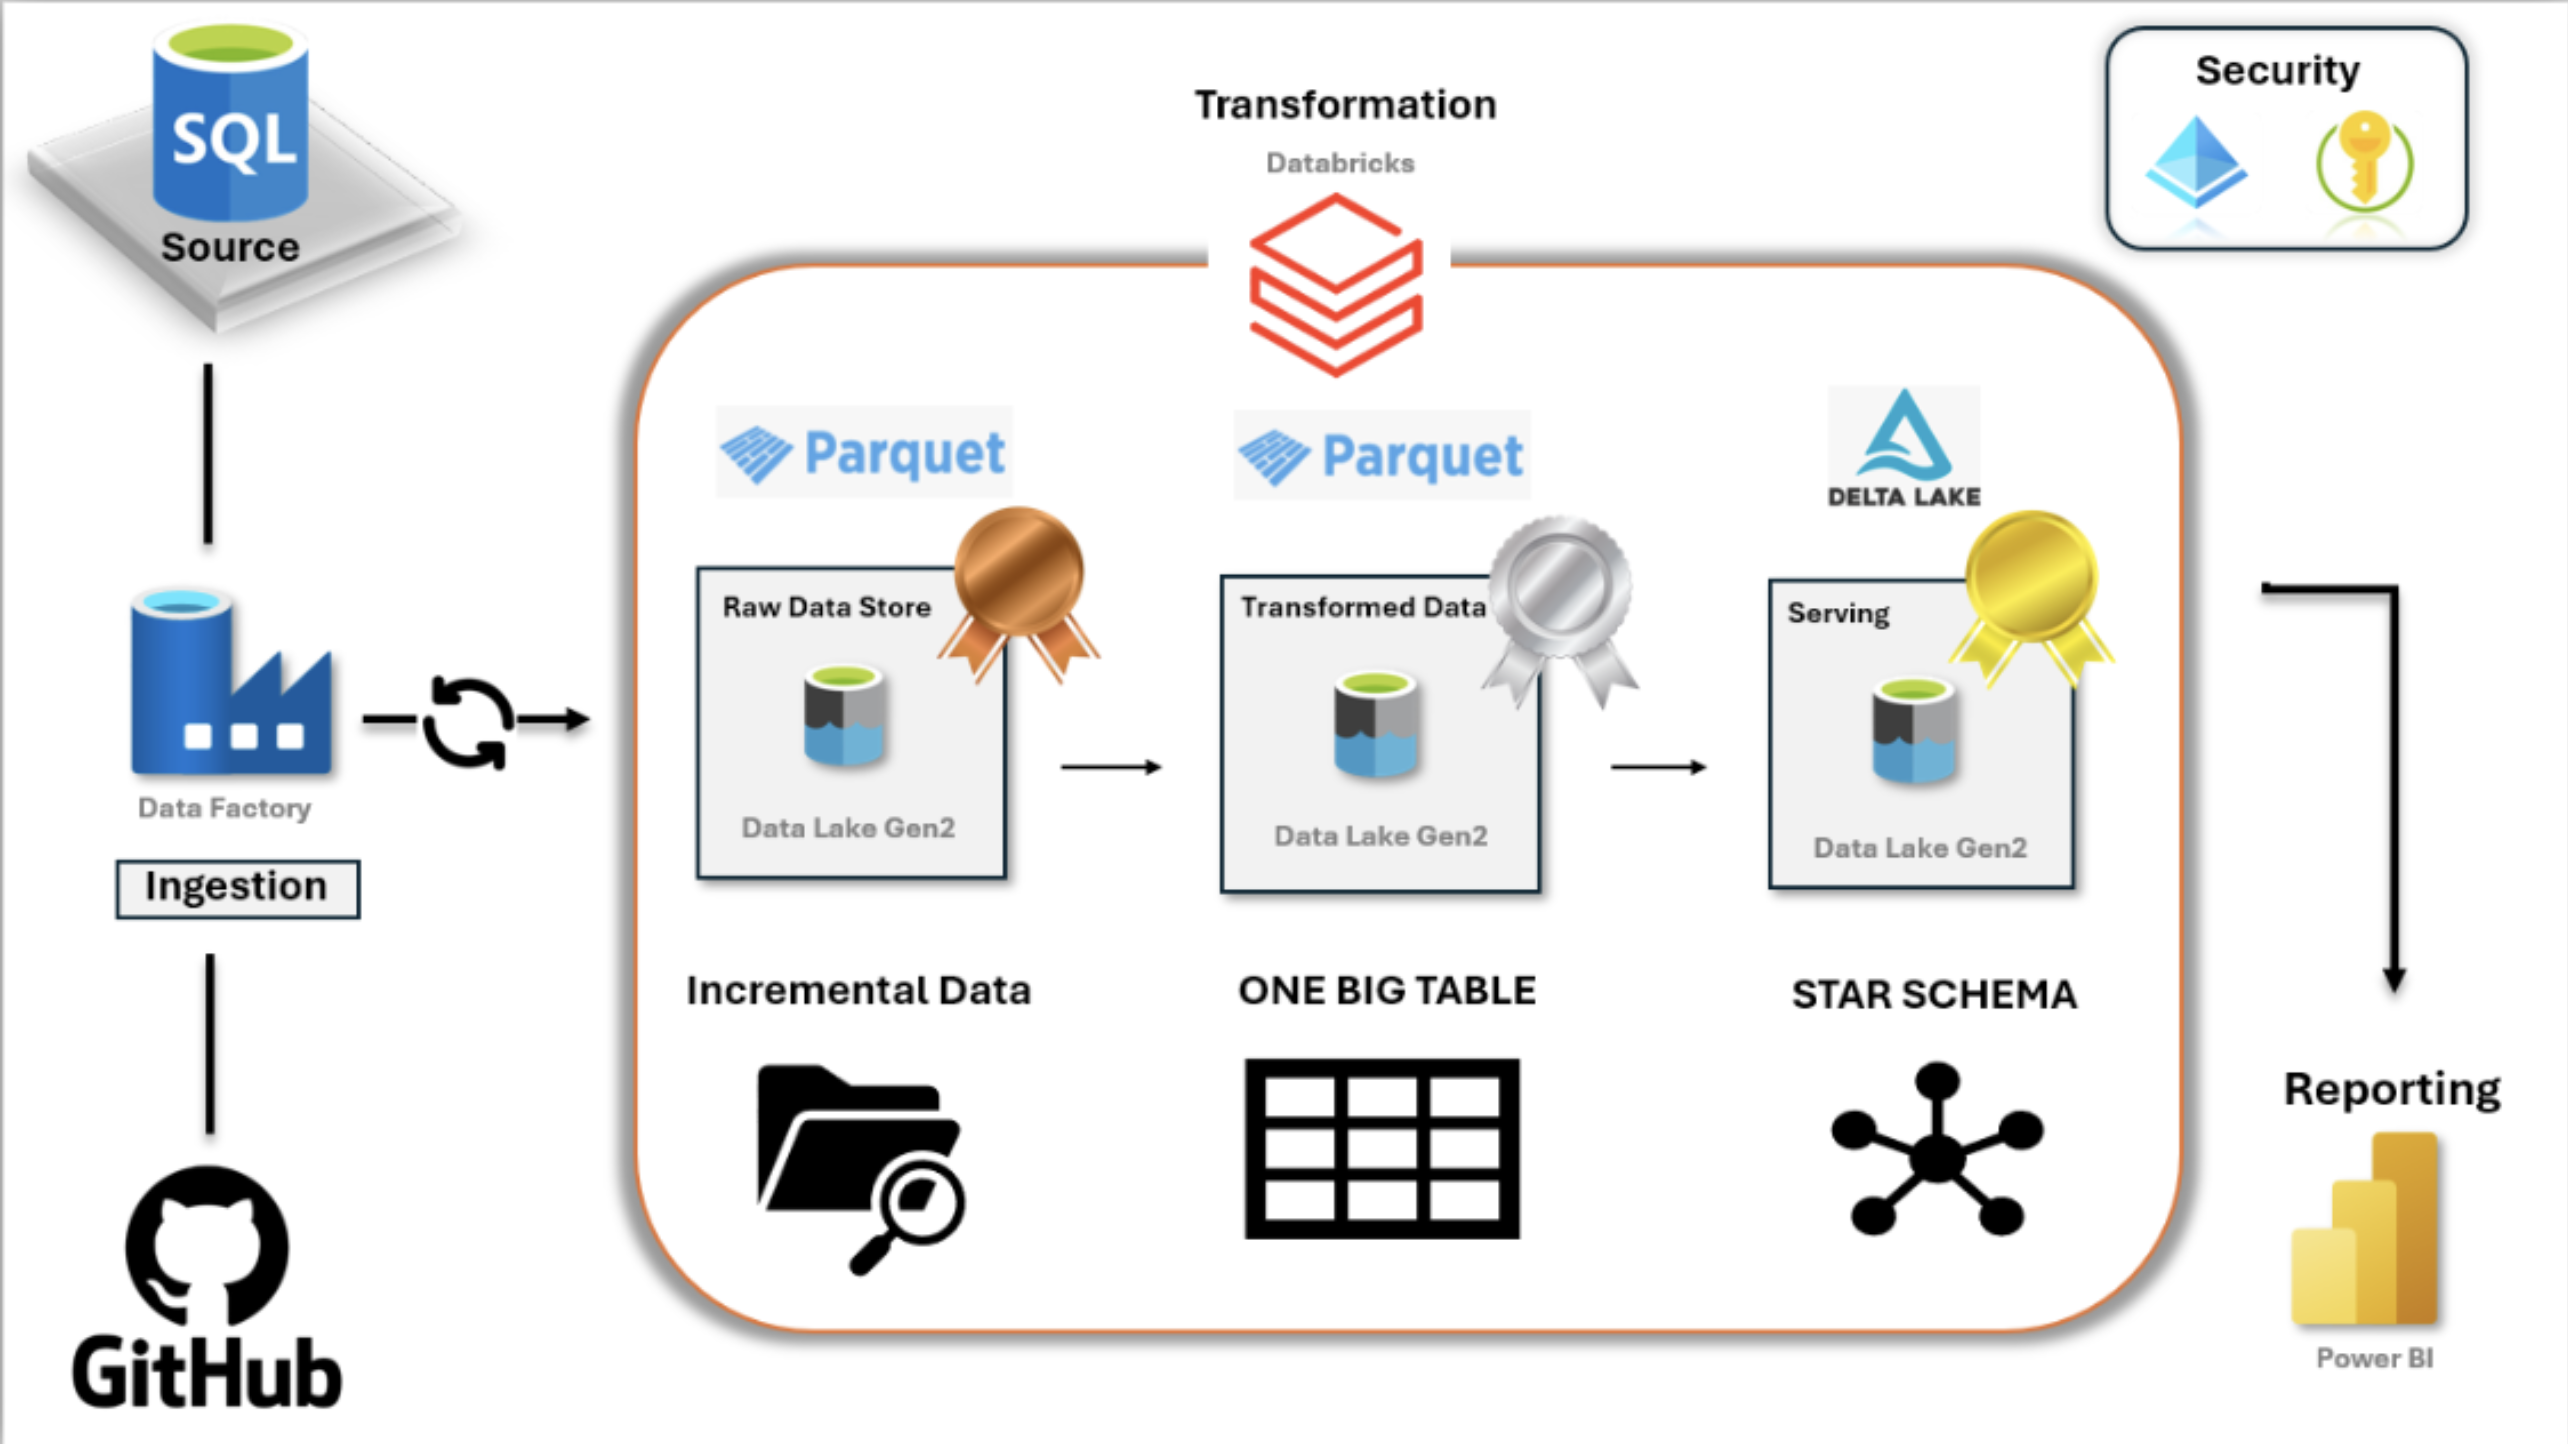 SQL
Source
Transformation
Databricks
Security
Parquet
Parquet
DELTA LAKE
Raw Data Store
Data Lake Gen2
Transformed Data
Data Lake Gen2
Serving
Data Lake Gen2
Data Factory
Ingestion
Incremental Data
ONE BIG TABLE
STAR SCHEMA
GitHub
Reporting
Power BI